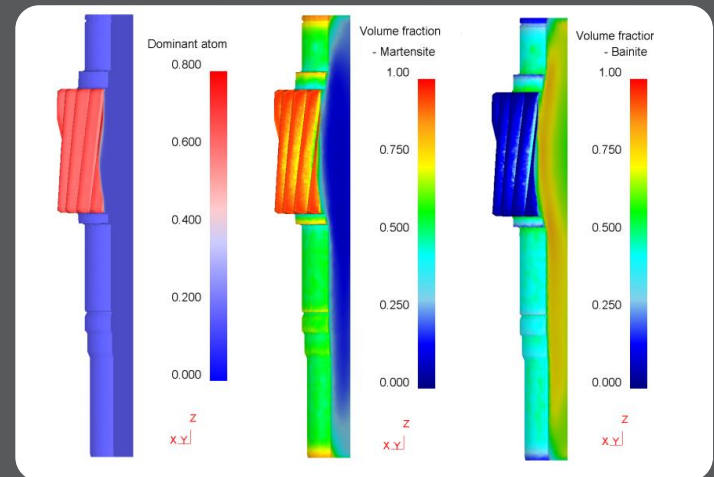 Dominant atom
0.800
0.600
0.400
0.200
0.000
Z
X Y
Volume fraction
- Martensite
1.00
0.750
0.500
0.250
0.000
Z
X Y
Volume fractior
- Bainite
1.00
0.750
0.500
0.250
0.000
Z
X Y